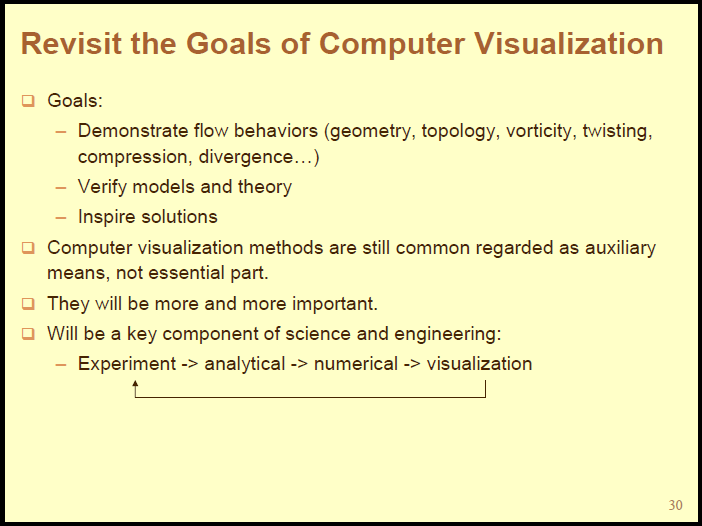 Revisit the Goals of Computer Visualization
Goals:
– Demonstrate flow behaviors (geometry, topology, vorticity, twisting,
compression, divergence…)
– Verify models and theory
– Inspire solutions
Computer visualization methods are still common regarded as auxiliary
means, not essential part.
They will be more and more important.
Will be a key component of science and engineering:
– Experiment -> analytical -> numerical -> visualization
30